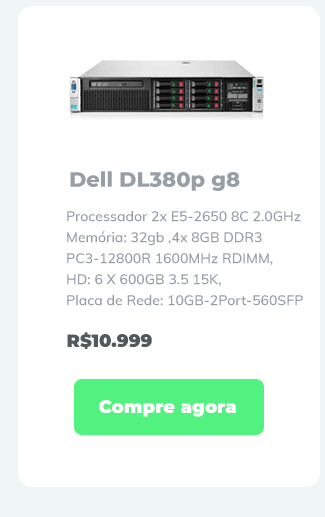 Dell DL380p g8
Processador 2x E5-2650 8C 2.0GHz
Memória: 32gb ,4x 8GB DDR3
PC3-12800R 1600MHz RDIMM,
HD: 6 X 600GB 3.5 15K,
Placa de Rede: 10GB-2Port-560SFP
R$10.999
Compre agora